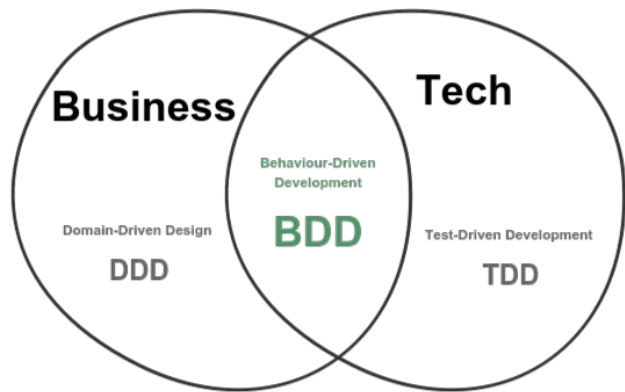 Business
Tech
Behaviour-Driven
Development
BDD
Domain-Driven Design
DDD
Test-Driven Development
TDD